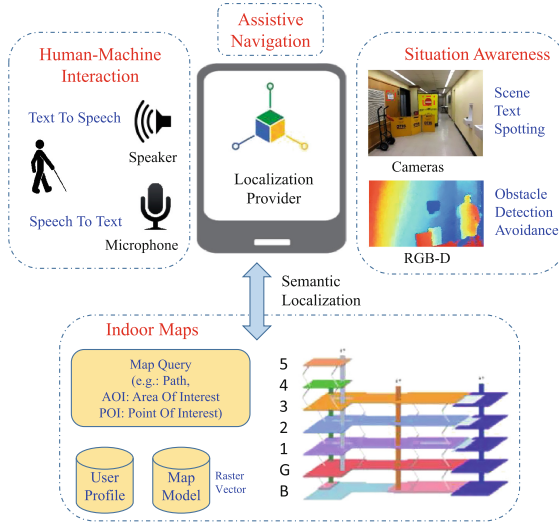 Assistive
Navigation
Human-Machine
Interaction
Text To Speech
Speaker
Speech To Text
Microphone
Localization
Provider
Situation Awareness
Scene
Text
Spotting
Cameras
Obstacle
Detection
Avoidance
RGB-D
Semantic
Localization
Indoor Maps
Map Query
(e.g.: Path,
AOI: Area Of Interest
POI: Point Of Interest)
User
Profile
Map
Model
Raster
Vector
5
4
3
2
1
G
B